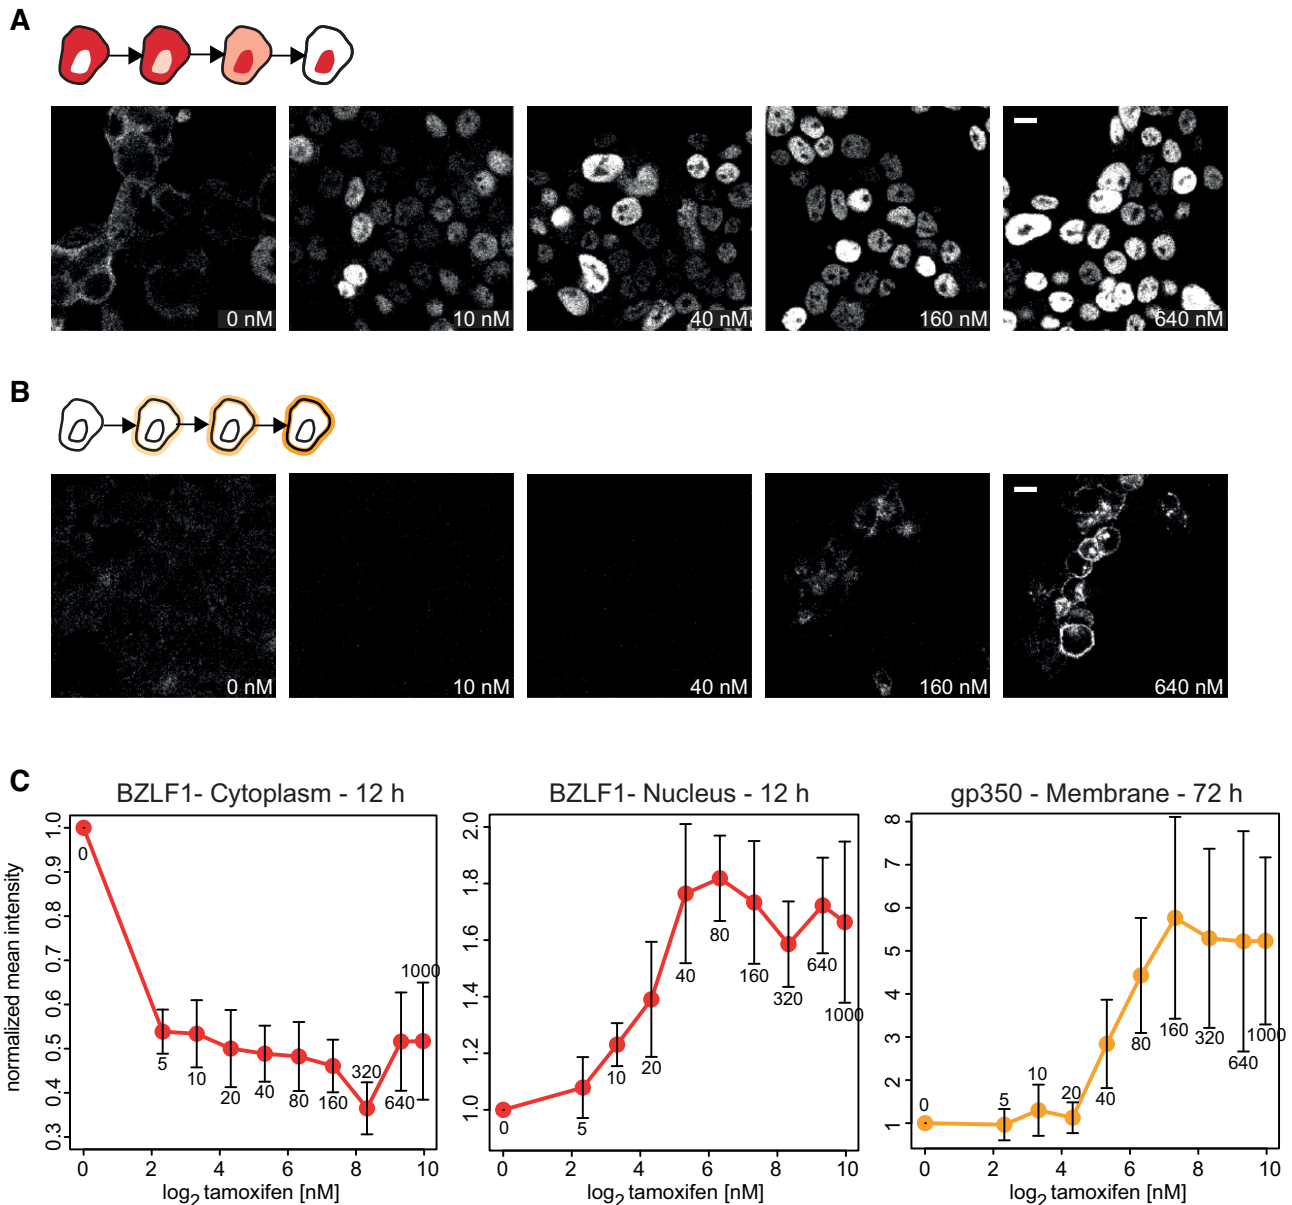 A
0 nM 10 nM 40 nM 160 nM 640 nM
B
0 nM 10 nM 40 nM 160 nM 640 nM
C
BZLF1- Cytoplasm - 12 h
normalized mean intensity
1.0
0.9
0.8
0.7
0.6
0.5
0.4
0.3
0 5 10 20 40 80 160 320 640 1000
0 2 4 6 8 10
log2 tamoxifen [nM]
BZLF1- Nucleus - 12 h
2.0
1.8
1.6
1.4
1.2
1.0
0 5 10 20 40 80 160 320 640 1000
0 2 4 6 8 10
log2 tamoxifen [nM]
gp350 - Membrane - 72 h
8
7
6
5
4
3
2
1
0 5 10 20 40 80 160 320 640 1000
0 2 4 6 8 10
log2 tamoxifen [nM]